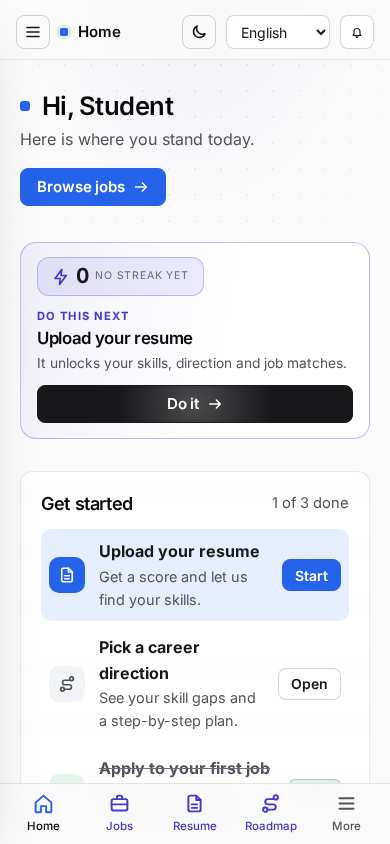 Home
English
Hi, Student
Here is where you stand today.
Browse jobs →
0 NO STREAK YET
DO THIS NEXT
Upload your resume
It unlocks your skills, direction and job matches.
Do it →
Get started
1 of 3 done
Upload your resume
Get a score and let us
find your skills.
Start
Pick a career
direction
See your skill gaps and
a step-by-step plan.
Open
Apply to your first job
Home
Jobs
Resume
Roadmap
More